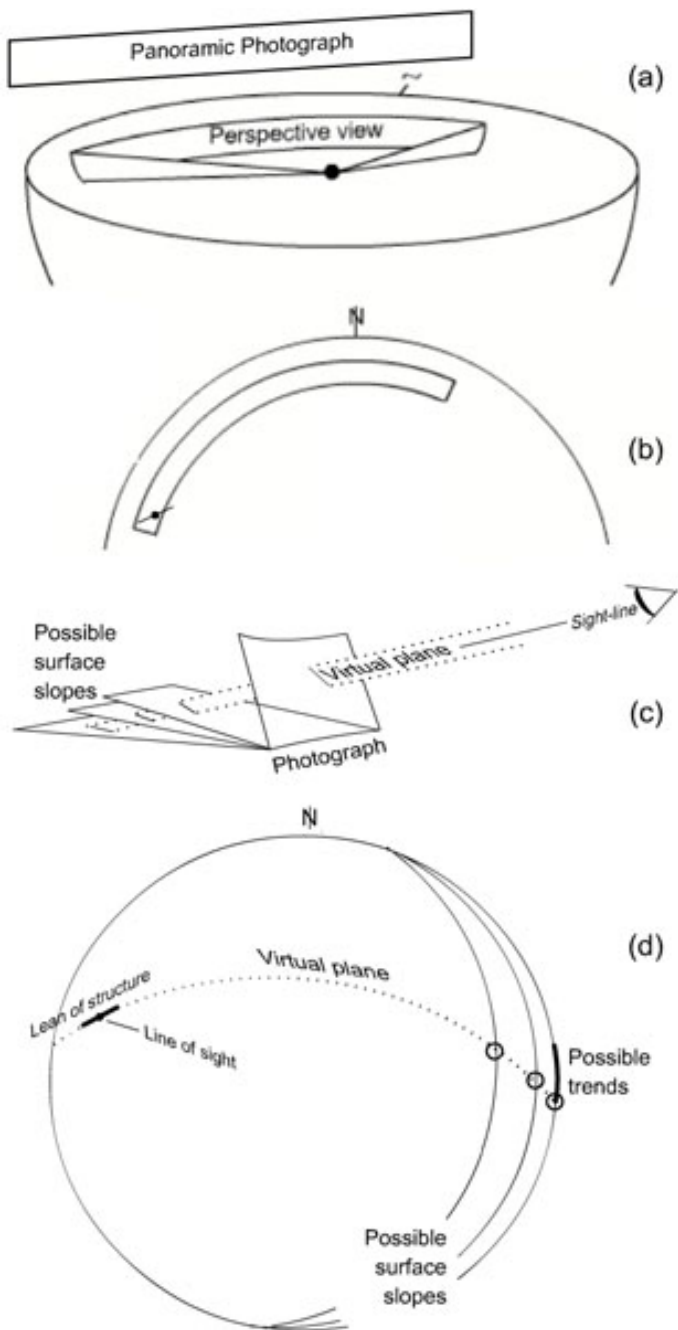 Panoramic Photograph
(a)
Perspective view
N
(b)
Possible
surface
slopes
Virtual plane
Sight-line
(c)
Photograph
N
(d)
Virtual plane
Lean of structure
Line of sight
Possible
trends
Possible
surface
slopes